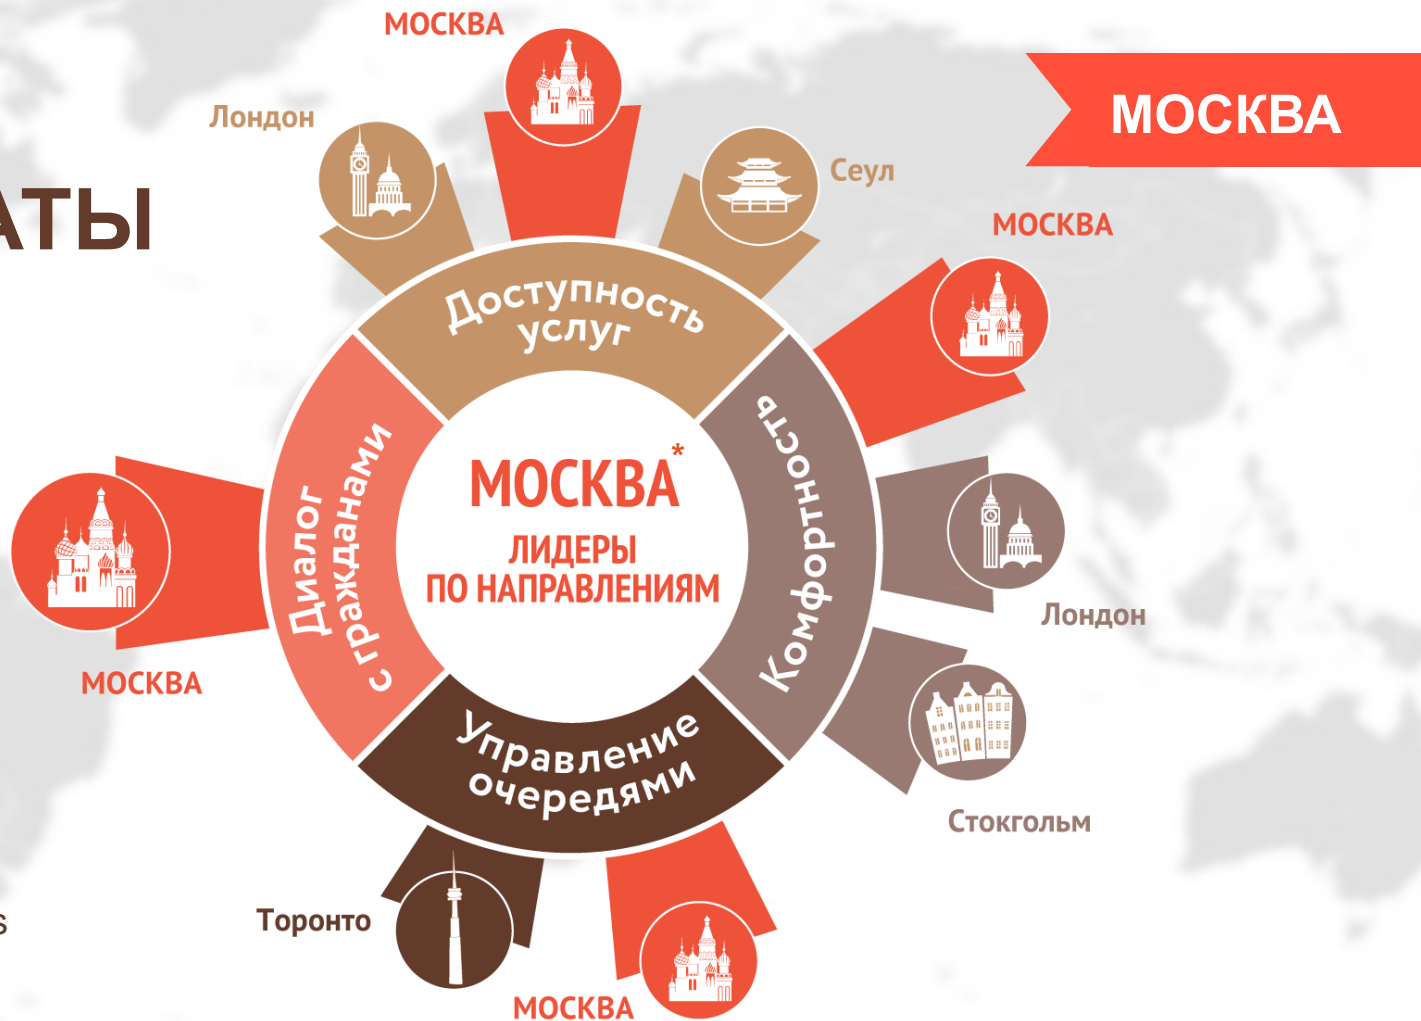 МОСКВА
МОСКВА
Лондон
Сеул
АТЫ
МОСКВА
Доступность
услуг
Комфортность
Диалог
с гражданами
МОСКВА*
ЛИДЕРЫ
ПО НАПРАВЛЕНИЯМ
Лондон
МОСКВА
Управление
очередями
Стокгольм
Торонто
s
МОСКВА